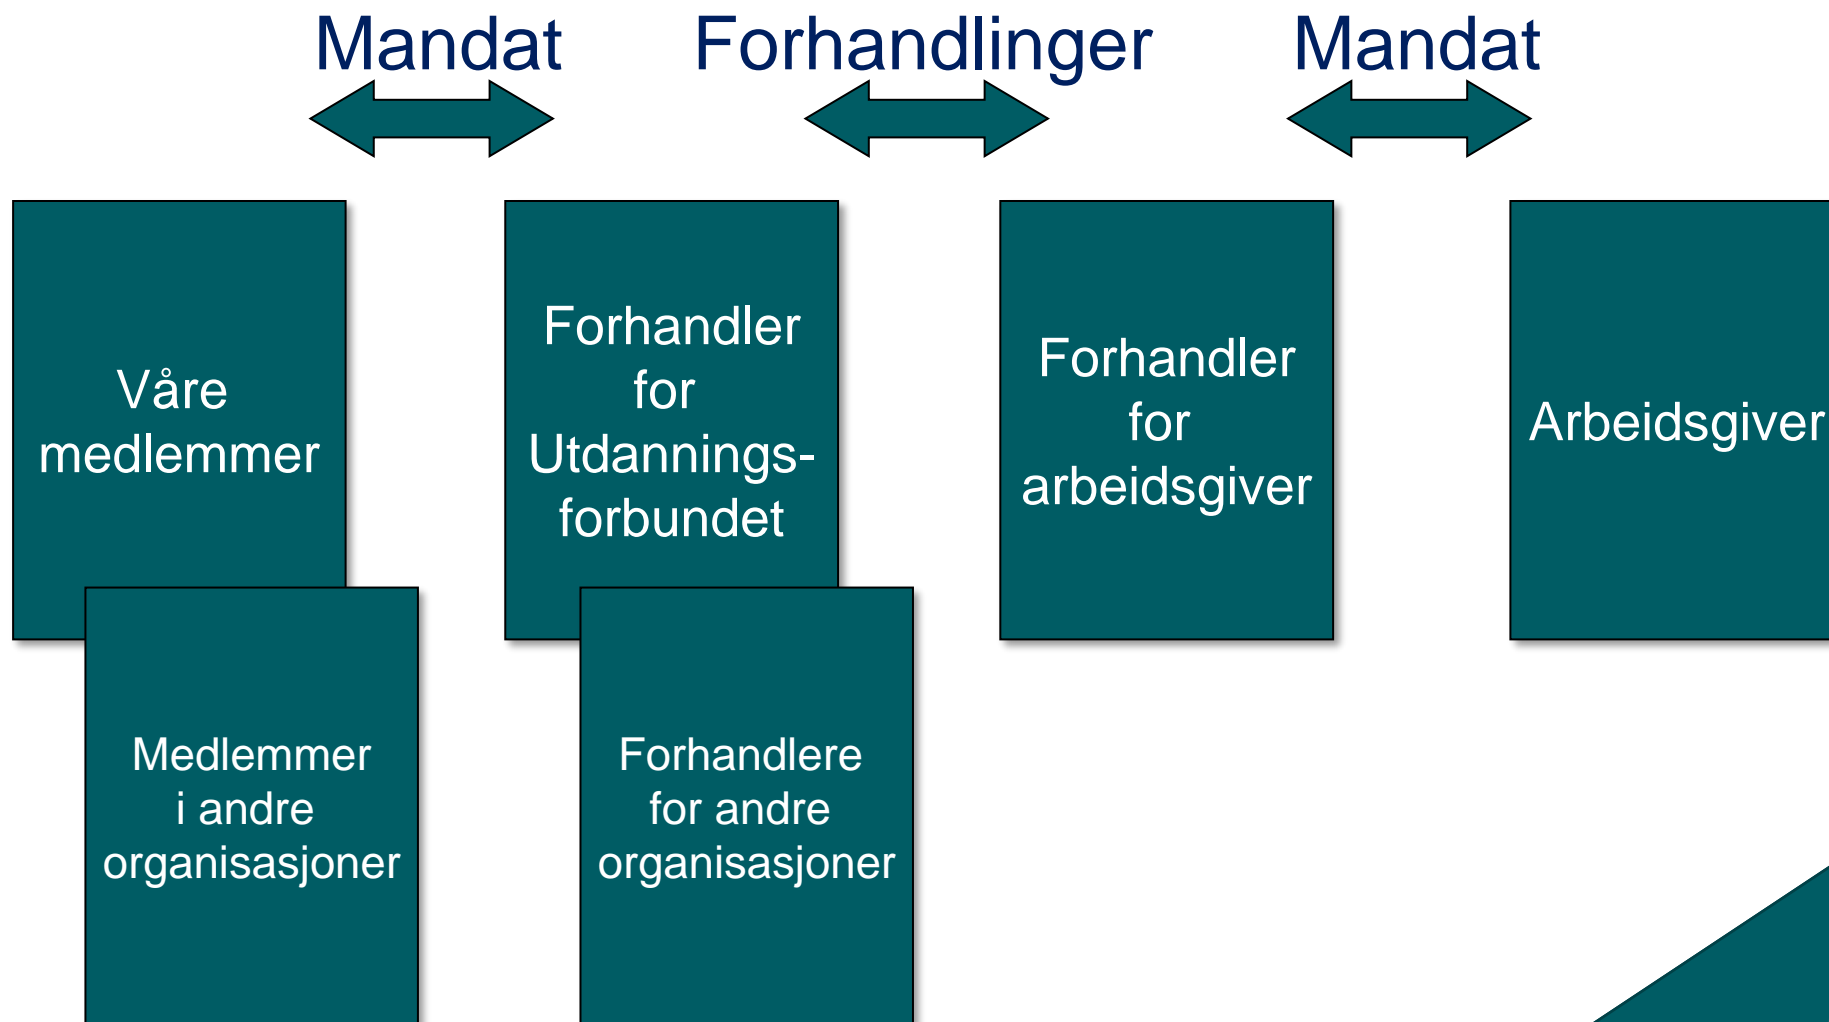 Mandat
Forhandlinger
Mandat
Våre
medlemmer
Forhandler
for
Utdannings-
forbundet
Forhandler
for
arbeidsgiver
Arbeidsgiver
Medlemmer
i andre
organisasjoner
Forhandlere
for andre
organisasjoner